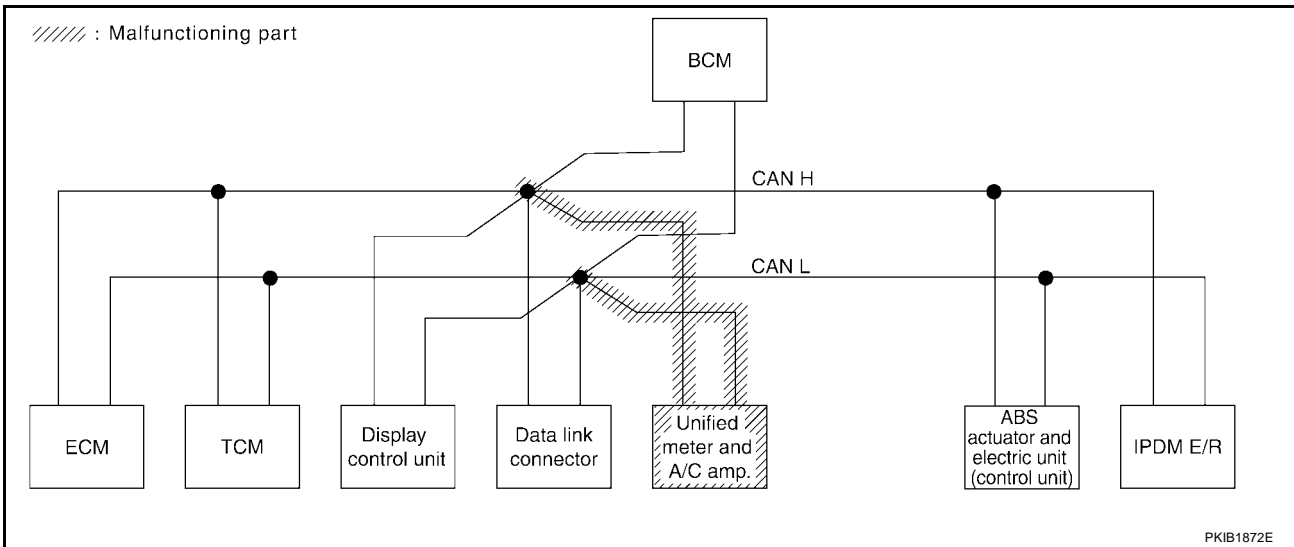 : Malfunctioning part
BCM
CAN H
CAN L
ECM
TCM
Display
control unit
Data link
connector
Unified
meter and
A/C amp.
ABS
actuator and
electric unit
(control unit)
IPDM E/R
PKIB1872E